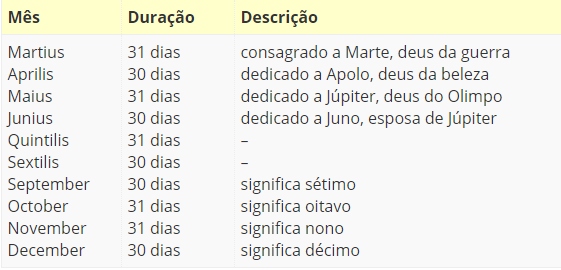 Mês Duração Descrição
Martius 31 dias consagrado a Marte, deus da guerra
Aprilis 30 dias dedicado a Apolo, deus da beleza
Maius 31 dias dedicado a Júpiter, deus do Olimpo
Junius 30 dias dedicado a Juno, esposa de Júpiter
Quintilis 31 dias –
Sextilis 30 dias –
September 30 dias significa sétimo
October 31 dias significa oitavo
November 31 dias significa nono
December 30 dias significa décimo